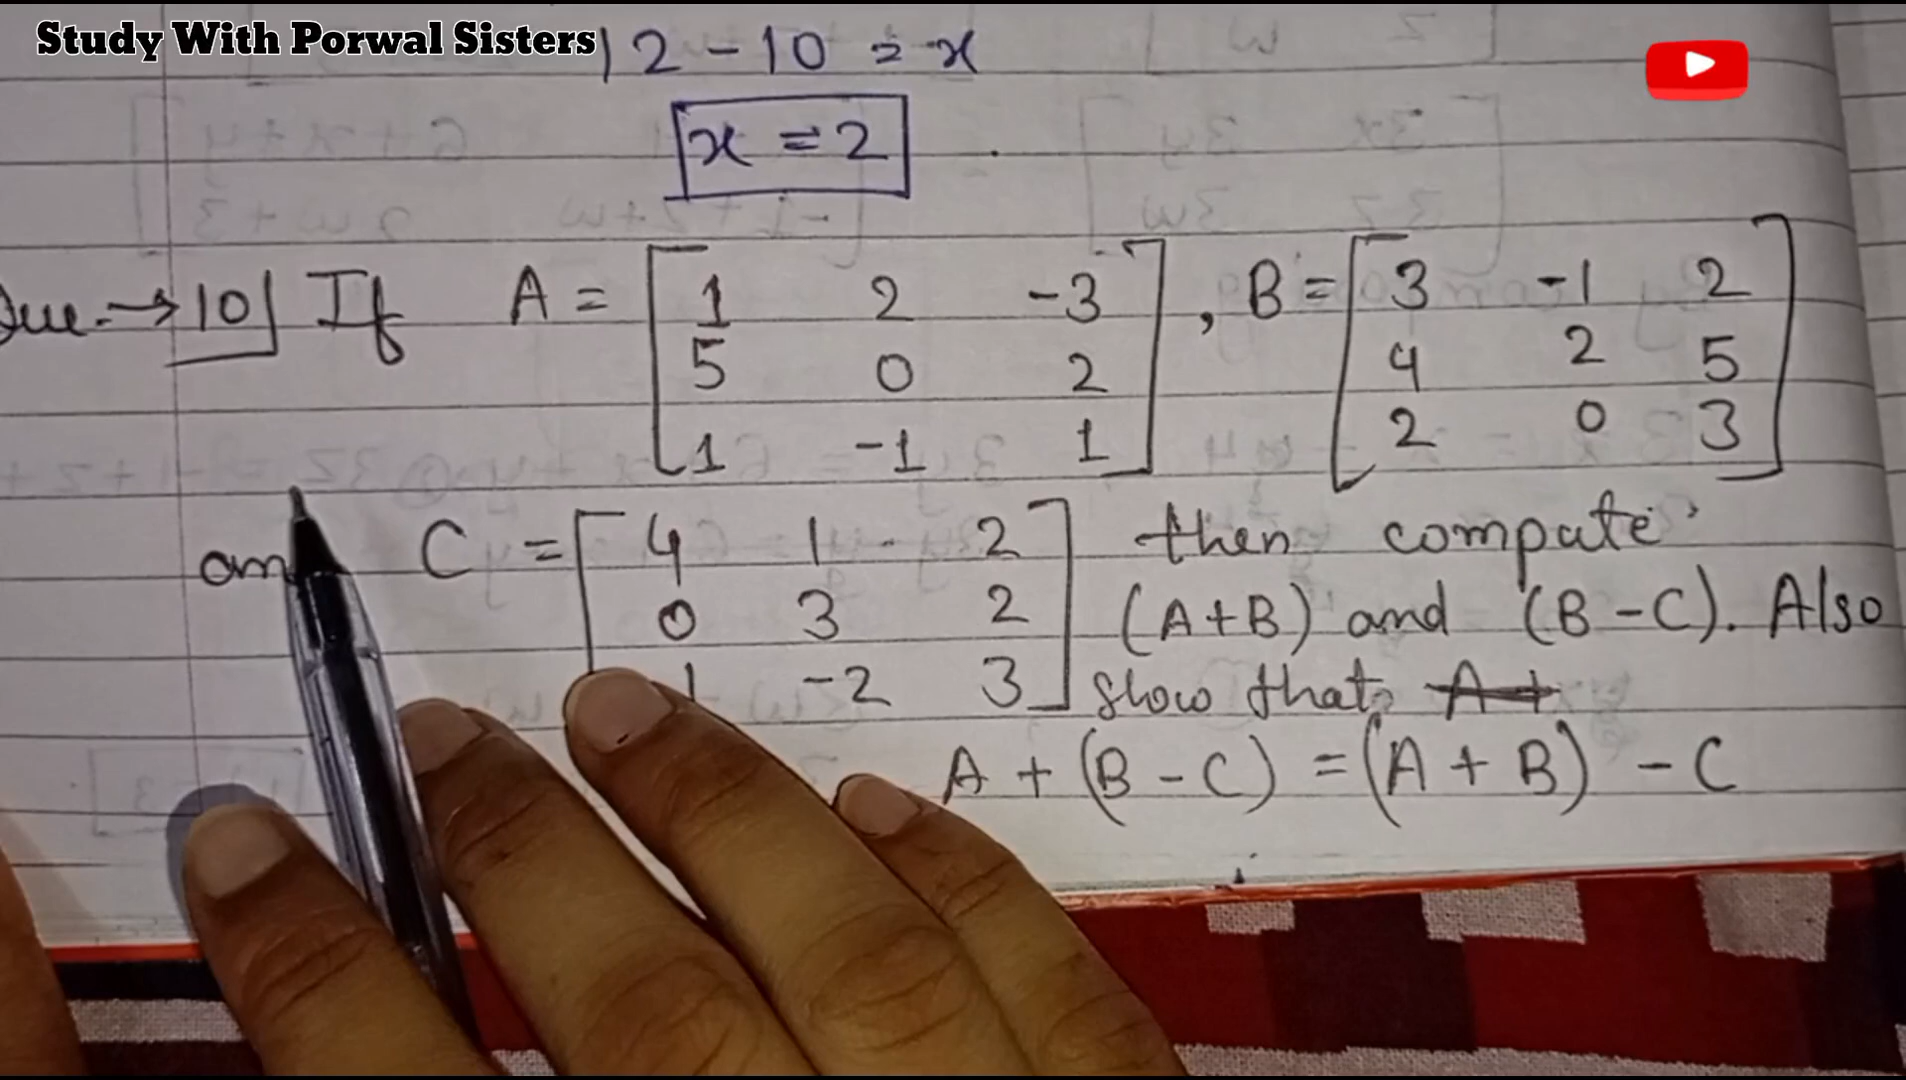 Study With Porwal Sisters
12 - 10 = x
x = 2
Que. → 10] If A = [ 1 2 -3 ] , B = [ 3 -1 2 ]
5 0 2 4 2 5
1 -1 1 2 0 3
C = [ 4 1 2 ] then compute
0 3 2 (A+B) and (B-C). Also
1 -2 3 show that
A + (B - C) = (A + B) - C